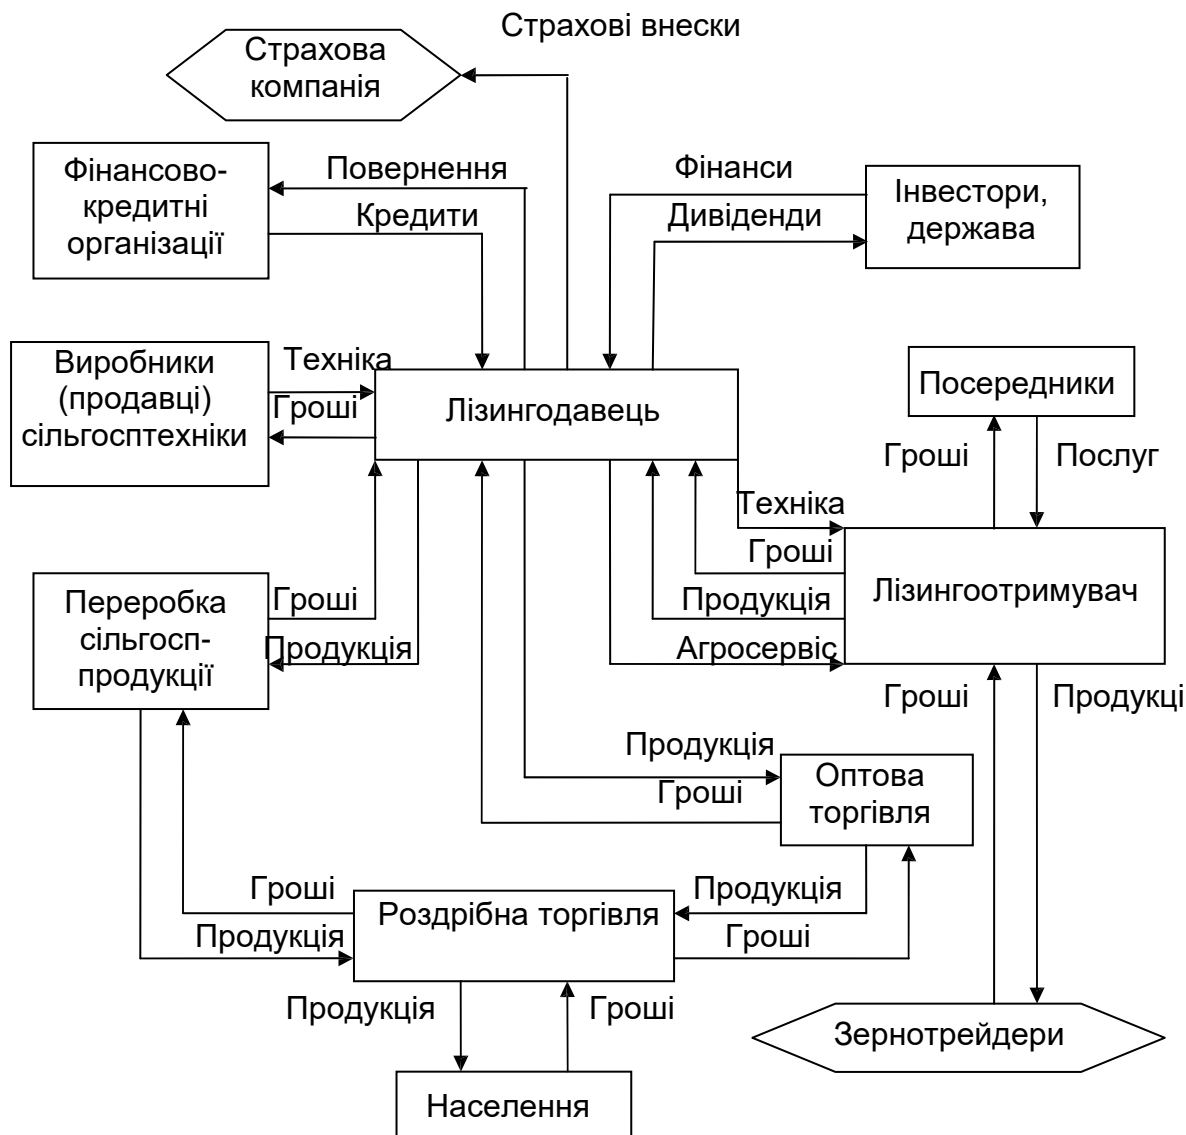 Страхові внески
Страхова
компанія
Фінансово-
кредитні
організації
Повернення
Кредити
Фінанси
Дивіденди
Інвестори,
держава
Виробники
(продавці)
сільгосптехніки
Техніка
Гроші
Лізингодавець
Посередники
Гроші
Послуг
Техніка
Гроші
Продукція
Агросервіс
Лізингоотримувач
Переробка
сільгосп-
продукції
Гроші
Продукція
Гроші
Продукці
Продукція
Гроші
Оптова
торгівля
Гроші
Продукція
Роздрібна торгівля
Продукція
Гроші
Продукція
Гроші
Зернотрейдери
Населення